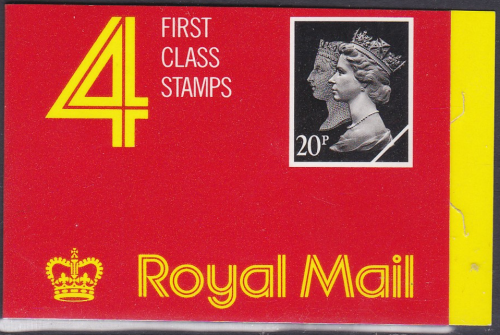 4
FIRST
CLASS
STAMPS
20P
Royal Mail